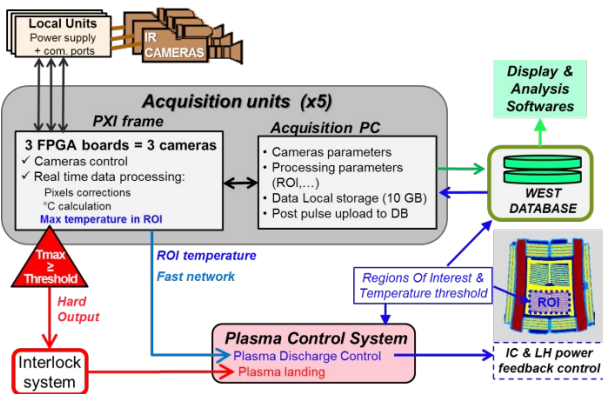 Local Units
Power supply
+ com. ports
IR
CAMERAS
Display &
Analysis
Softwares
Acquisition units (x5)
PXI frame
3 FPGA boards = 3 cameras
✓ Cameras control
✓ Real time data processing:
Pixels corrections
°C calculation
Max temperature in ROI
Acquisition PC
• Cameras parameters
• Processing parameters
(ROI,...)
• Data Local storage (10 GB)
• Post pulse upload to DB
WEST
DATABASE
Tmax
≥
Threshold
Hard
Output
ROI temperature
Fast network
Regions Of Interest &
Temperature threshold
ROI
Interlock
system
Plasma Control System
Plasma Discharge Control
Plasma landing
IC & LH power
feedback control